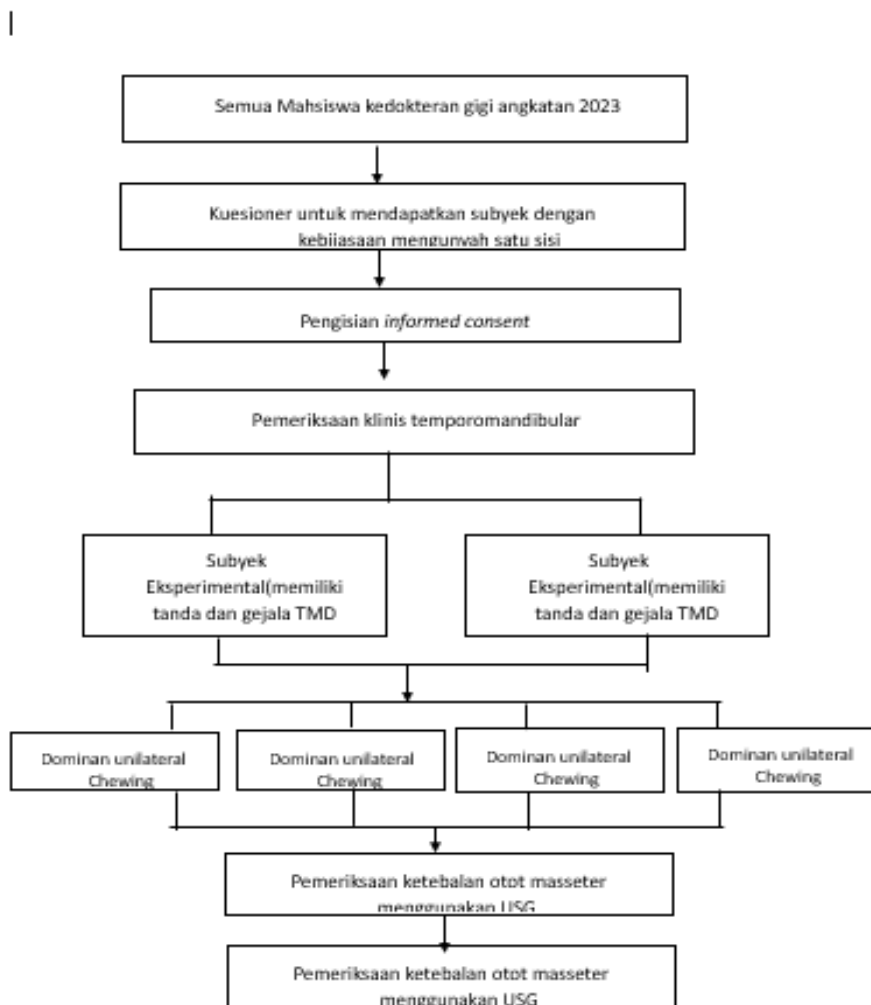 Semua Mahsiswa kedokteran gigi angkatan 2023
Kuesioner untuk mendapatkan subyek dengan
kebijasaan mengunyah satu sisi
Pengisian informed consent
Pemeriksaan klinis temporomandibular
Subyek
Eksperimental(memiliki
tanda dan gejala TMD
Subyek
Eksperimental(memiliki
tanda dan gejala TMD
Dominan unilateral
Chewing
Dominan unilateral
Chewing
Dominan unilateral
Chewing
Dominan unilateral
Chewing
Pemeriksaan ketebalan otot masseter
menggunakan USG
Pemeriksaan ketebalan otot masseter
menggunakan USG